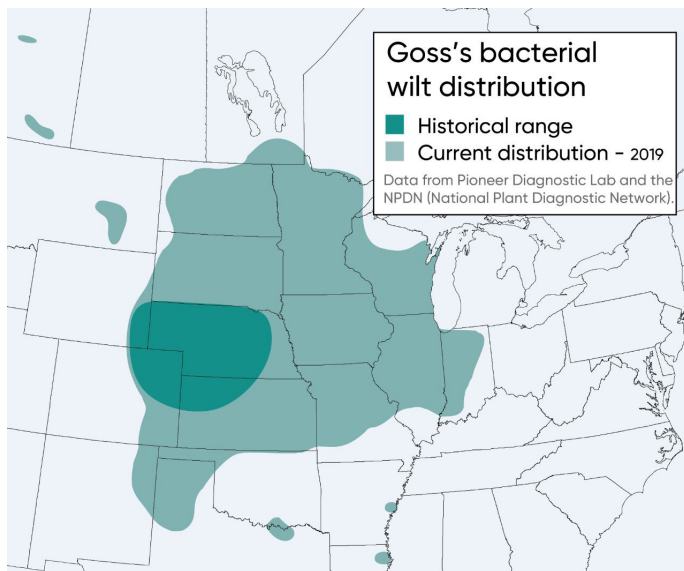 Goss's bacterial
wilt distribution
Historical range
Current distribution - 2019
Data from Pioneer Diagnostic Lab and the
NPDN (National Plant Diagnostic Network).